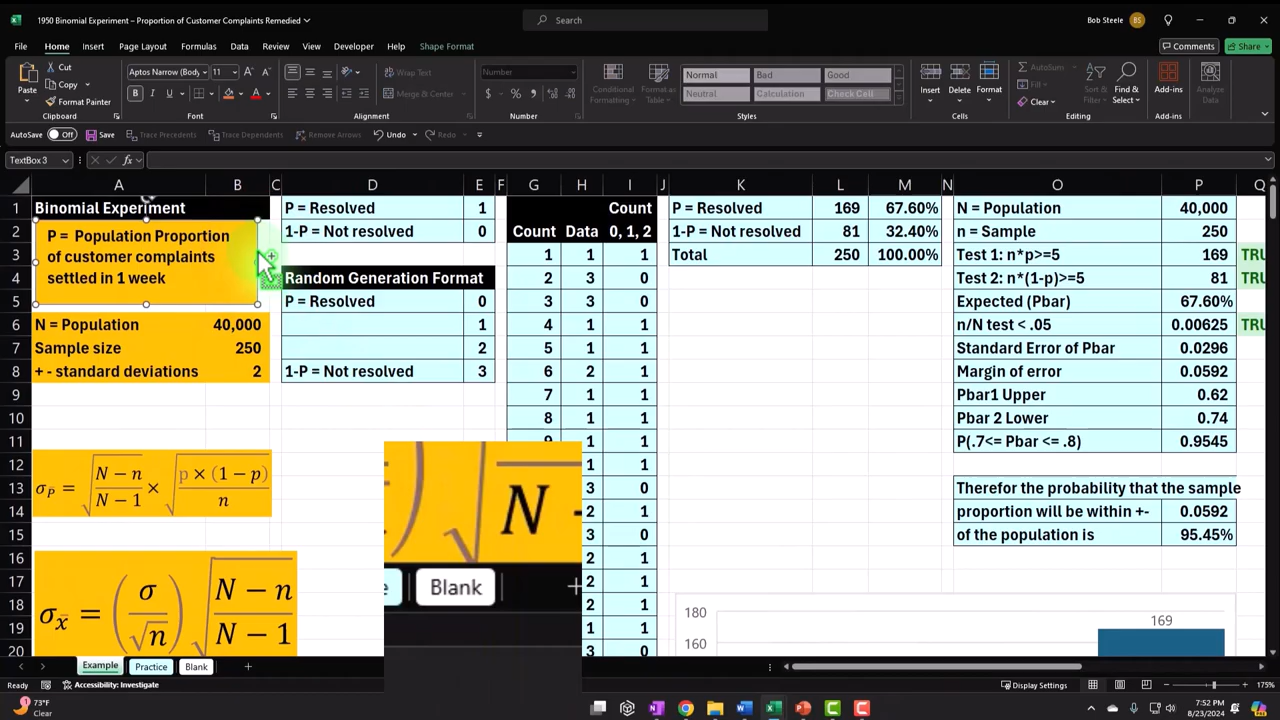 1950 Binomial Experiment – Proportion of Customer Complaints Remedied
Search
Bob Steele
BS
File Home Insert Page Layout Formulas Data Review View Developer Help Shape Format
Comments
Share
Paste
Cut
Copy
Format Painter
Clipboard
Aptos Narrow (Body)
11
Font
Wrap Text
Merge & Center
Alignment
Number
Number
Conditional Formatting
Format as Table
Normal Bad Good
Neutral Calculation Check Cell
Styles
Insert Delete Format
Cells
AutoSum
Fill
Clear
Sort & Filter
Find & Select
Editing
Add-ins
Add-ins
Analyze Data
AutoSave Off Save Trace Precedents Trace Dependents Remove Arrows Undo Redo
TextBox 3
fx
A B C D E F G H I J K L M N O P Q
1 Binomial Experiment P = Resolved 1 Count P = Resolved 169 67.60% N = Population 40,000
2 P = Population Proportion 1-P = Not resolved 0 Count Data 0, 1, 2 1-P = Not resolved 81 32.40% n = Sample 250
3 of customer complaints 1 1 1 Total 250 100.00% Test 1: n*p>=5 169 TRU
4 settled in 1 week Random Generation Format 2 3 0 Test 2: n*(1-p)>=5 81 TRU
5 P = Resolved 0 3 3 0 Expected (Pbar) 67.60%
6 N = Population 40,000 1 4 1 1 n/N test < .05 0.00625 TRU
7 Sample size 250 2 5 1 1 Standard Error of Pbar 0.0296
8 + - standard deviations 2 1-P = Not resolved 3 6 2 1 Margin of error 0.0592
9 7 1 1 Pbar1 Upper 0.62
10 8 1 1 Pbar 2 Lower 0.74
11 9 1 1 P(.7<= Pbar <= .8) 0.9545
12 σP̄ = √((N − n)/(N − 1)) × √((p × (1 − p))/n) 1 1
13 3 0 Therefor the probability that the sample
14 2 1 proportion will be within +- 0.0592
15 3 0 of the population is 95.45%
16 2 1
17 2 1
18 σx̄ = (σ/√n) √((N − n)/(N − 1)) 2 1
19 1 1
20 3 0
180
160
169
N -
Blank
+
Example Practice Blank
Ready
Accessibility: Investigate
Display Settings
175%
73°F
Clear
7:52 PM
8/23/2024